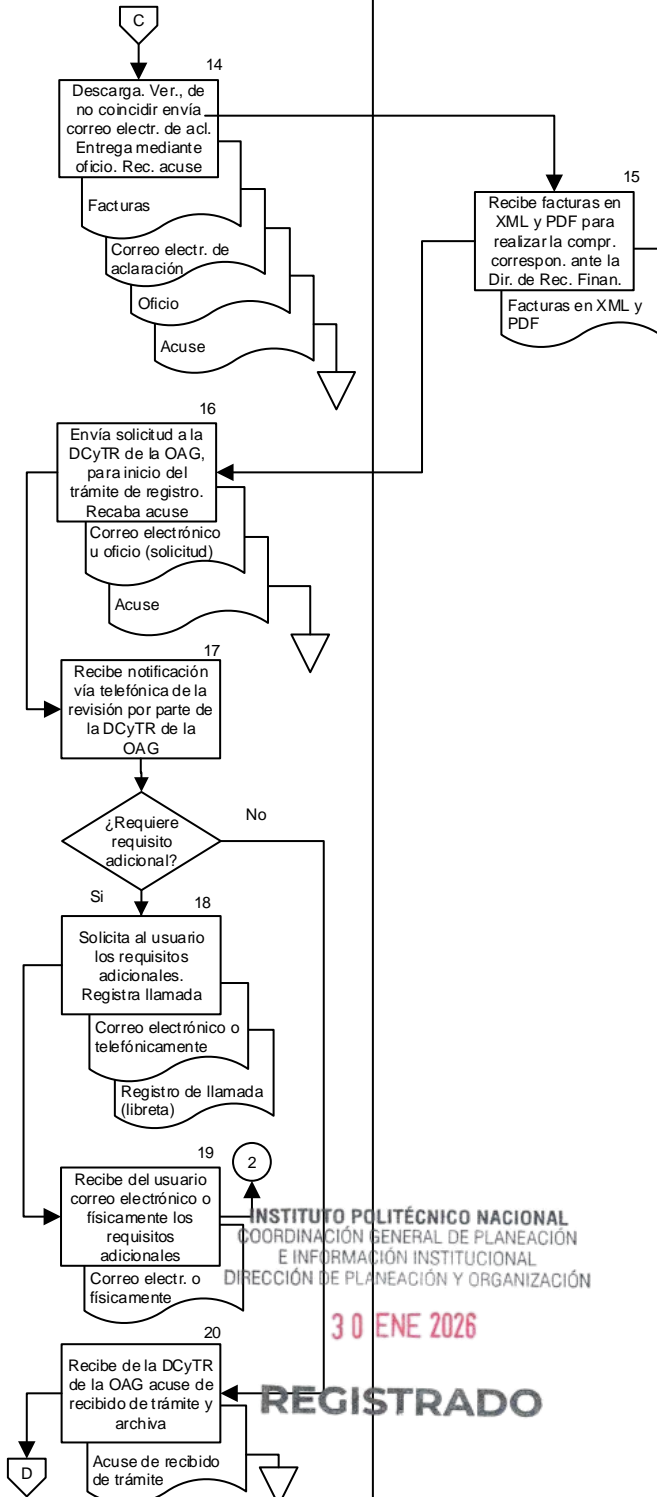 C
14
Descarga. Ver., de
no coincidir envía
correo electr. de acl.
Entrega mediante
oficio. Rec. acuse
Facturas
Correo electr. de
aclaración
Oficio
Acuse
15
Recibe facturas en
XML y PDF para
realizar la compr.
correspon. ante la
Dir. de Rec. Finan.
Facturas en XML y
PDF
16
Envía solicitud a la
DCyTR de la OAG,
para inicio del
trámite de registro.
Recaba acuse
Correo electrónico
u oficio (solicitud)
Acuse
17
Recibe notificación
vía telefónica de la
revisión por parte de
la DCyTR de la
OAG
¿Requiere
requisito
adicional?
No
Si
18
Solicita al usuario
los requisitos
adicionales.
Registra llamada
Correo electrónico o
telefónicamente
Registro de llamada
(libreta)
19
2
Recibe del usuario
correo electrónico o
físicamente los
requisitos
adicionales
Correo electr. o
físicamente
INSTITUTO POLITÉCNICO NACIONAL
COORDINACIÓN GENERAL DE PLANEACIÓN
E INFORMACIÓN INSTITUCIONAL
DIRECCIÓN DE PLANEACIÓN Y ORGANIZACIÓN
30 ENE 2026
REGISTRADO
20
Recibe de la DCyTR
de la OAG acuse de
recibido de trámite y
archiva
Acuse de recibido
de trámite
D